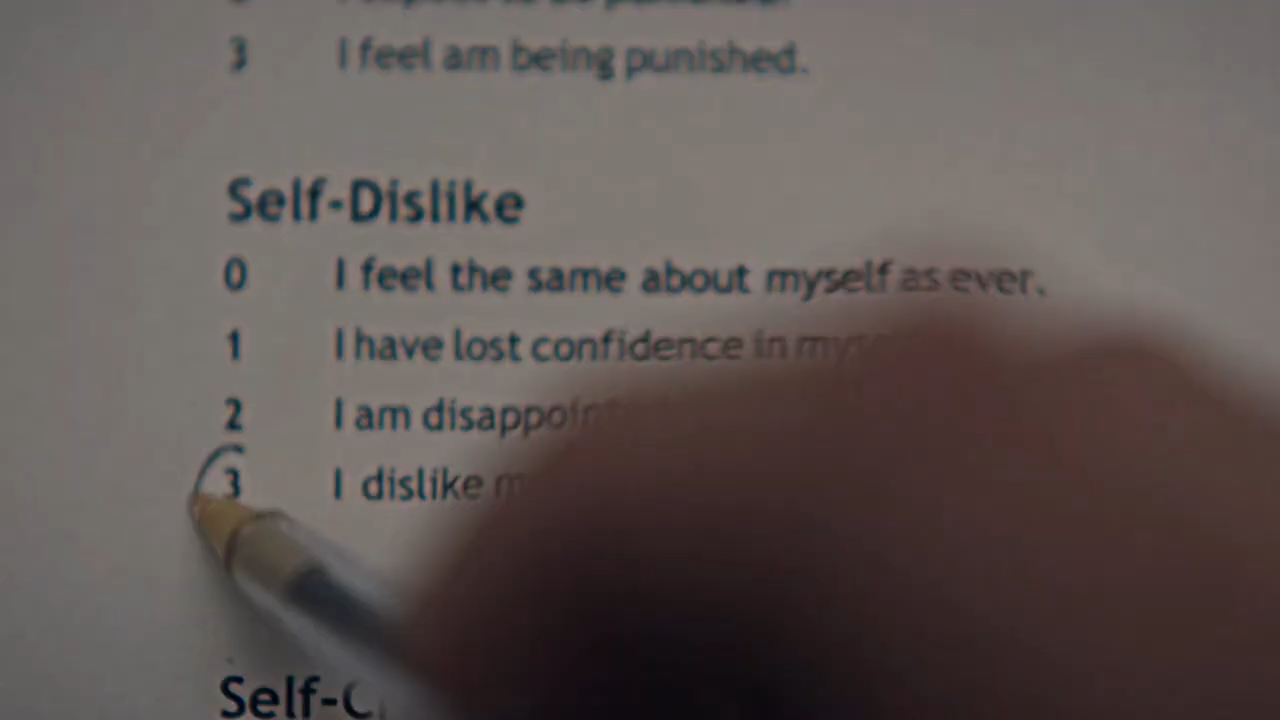 3 I feel am being punished.
Self-Dislike
0 I feel the same about myself as ever.
1 I have lost confidence in
2 I am
3 I dislike